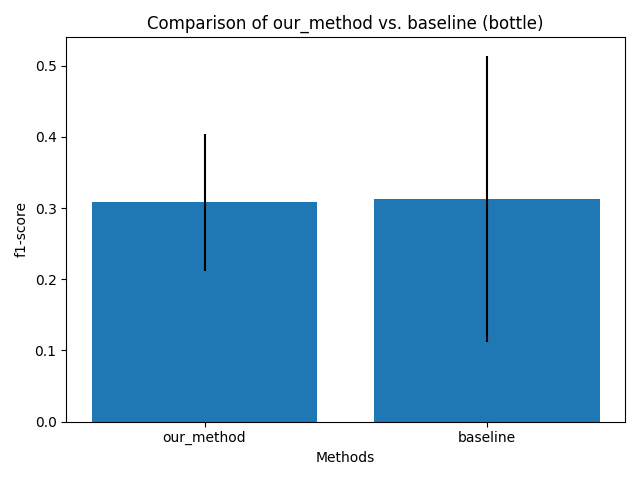 Comparison of our_method vs. baseline (bottle)
f1-score
0.5
0.4
0.3
0.2
0.1
0.0
our_method baseline
Methods